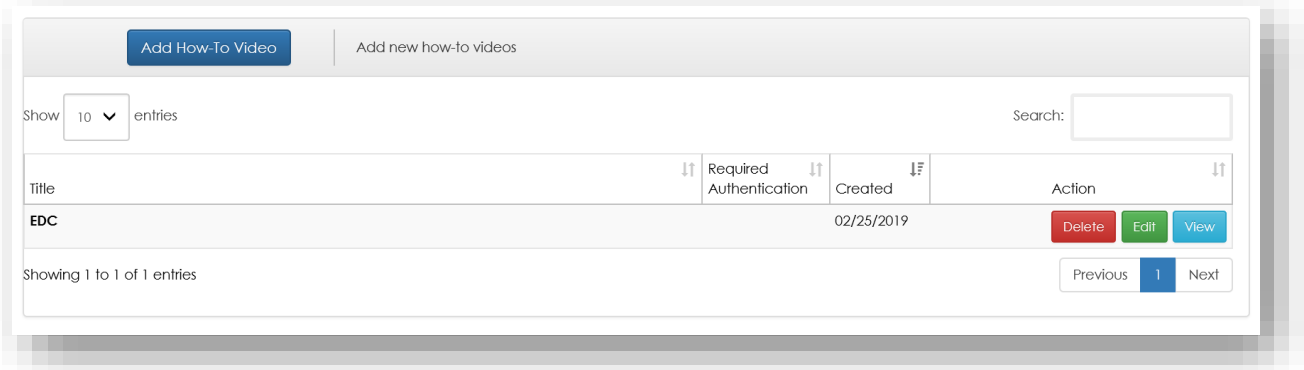 Add How-To Video Add new how-to videos
Show 10 entries Search:
Title Required Authentication Created Action
EDC 02/25/2019 Delete Edit View
Showing 1 to 1 of 1 entries Previous 1 Next